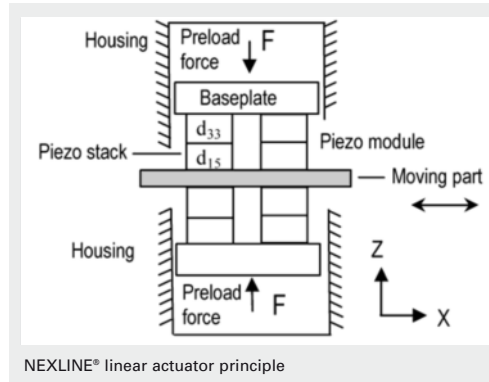 Housing
Preload
force
F
Baseplate
d33
Piezo stack
d15
Piezo module
Moving part
Housing
Preload
force
F
Z
X
NEXLINE® linear actuator principle